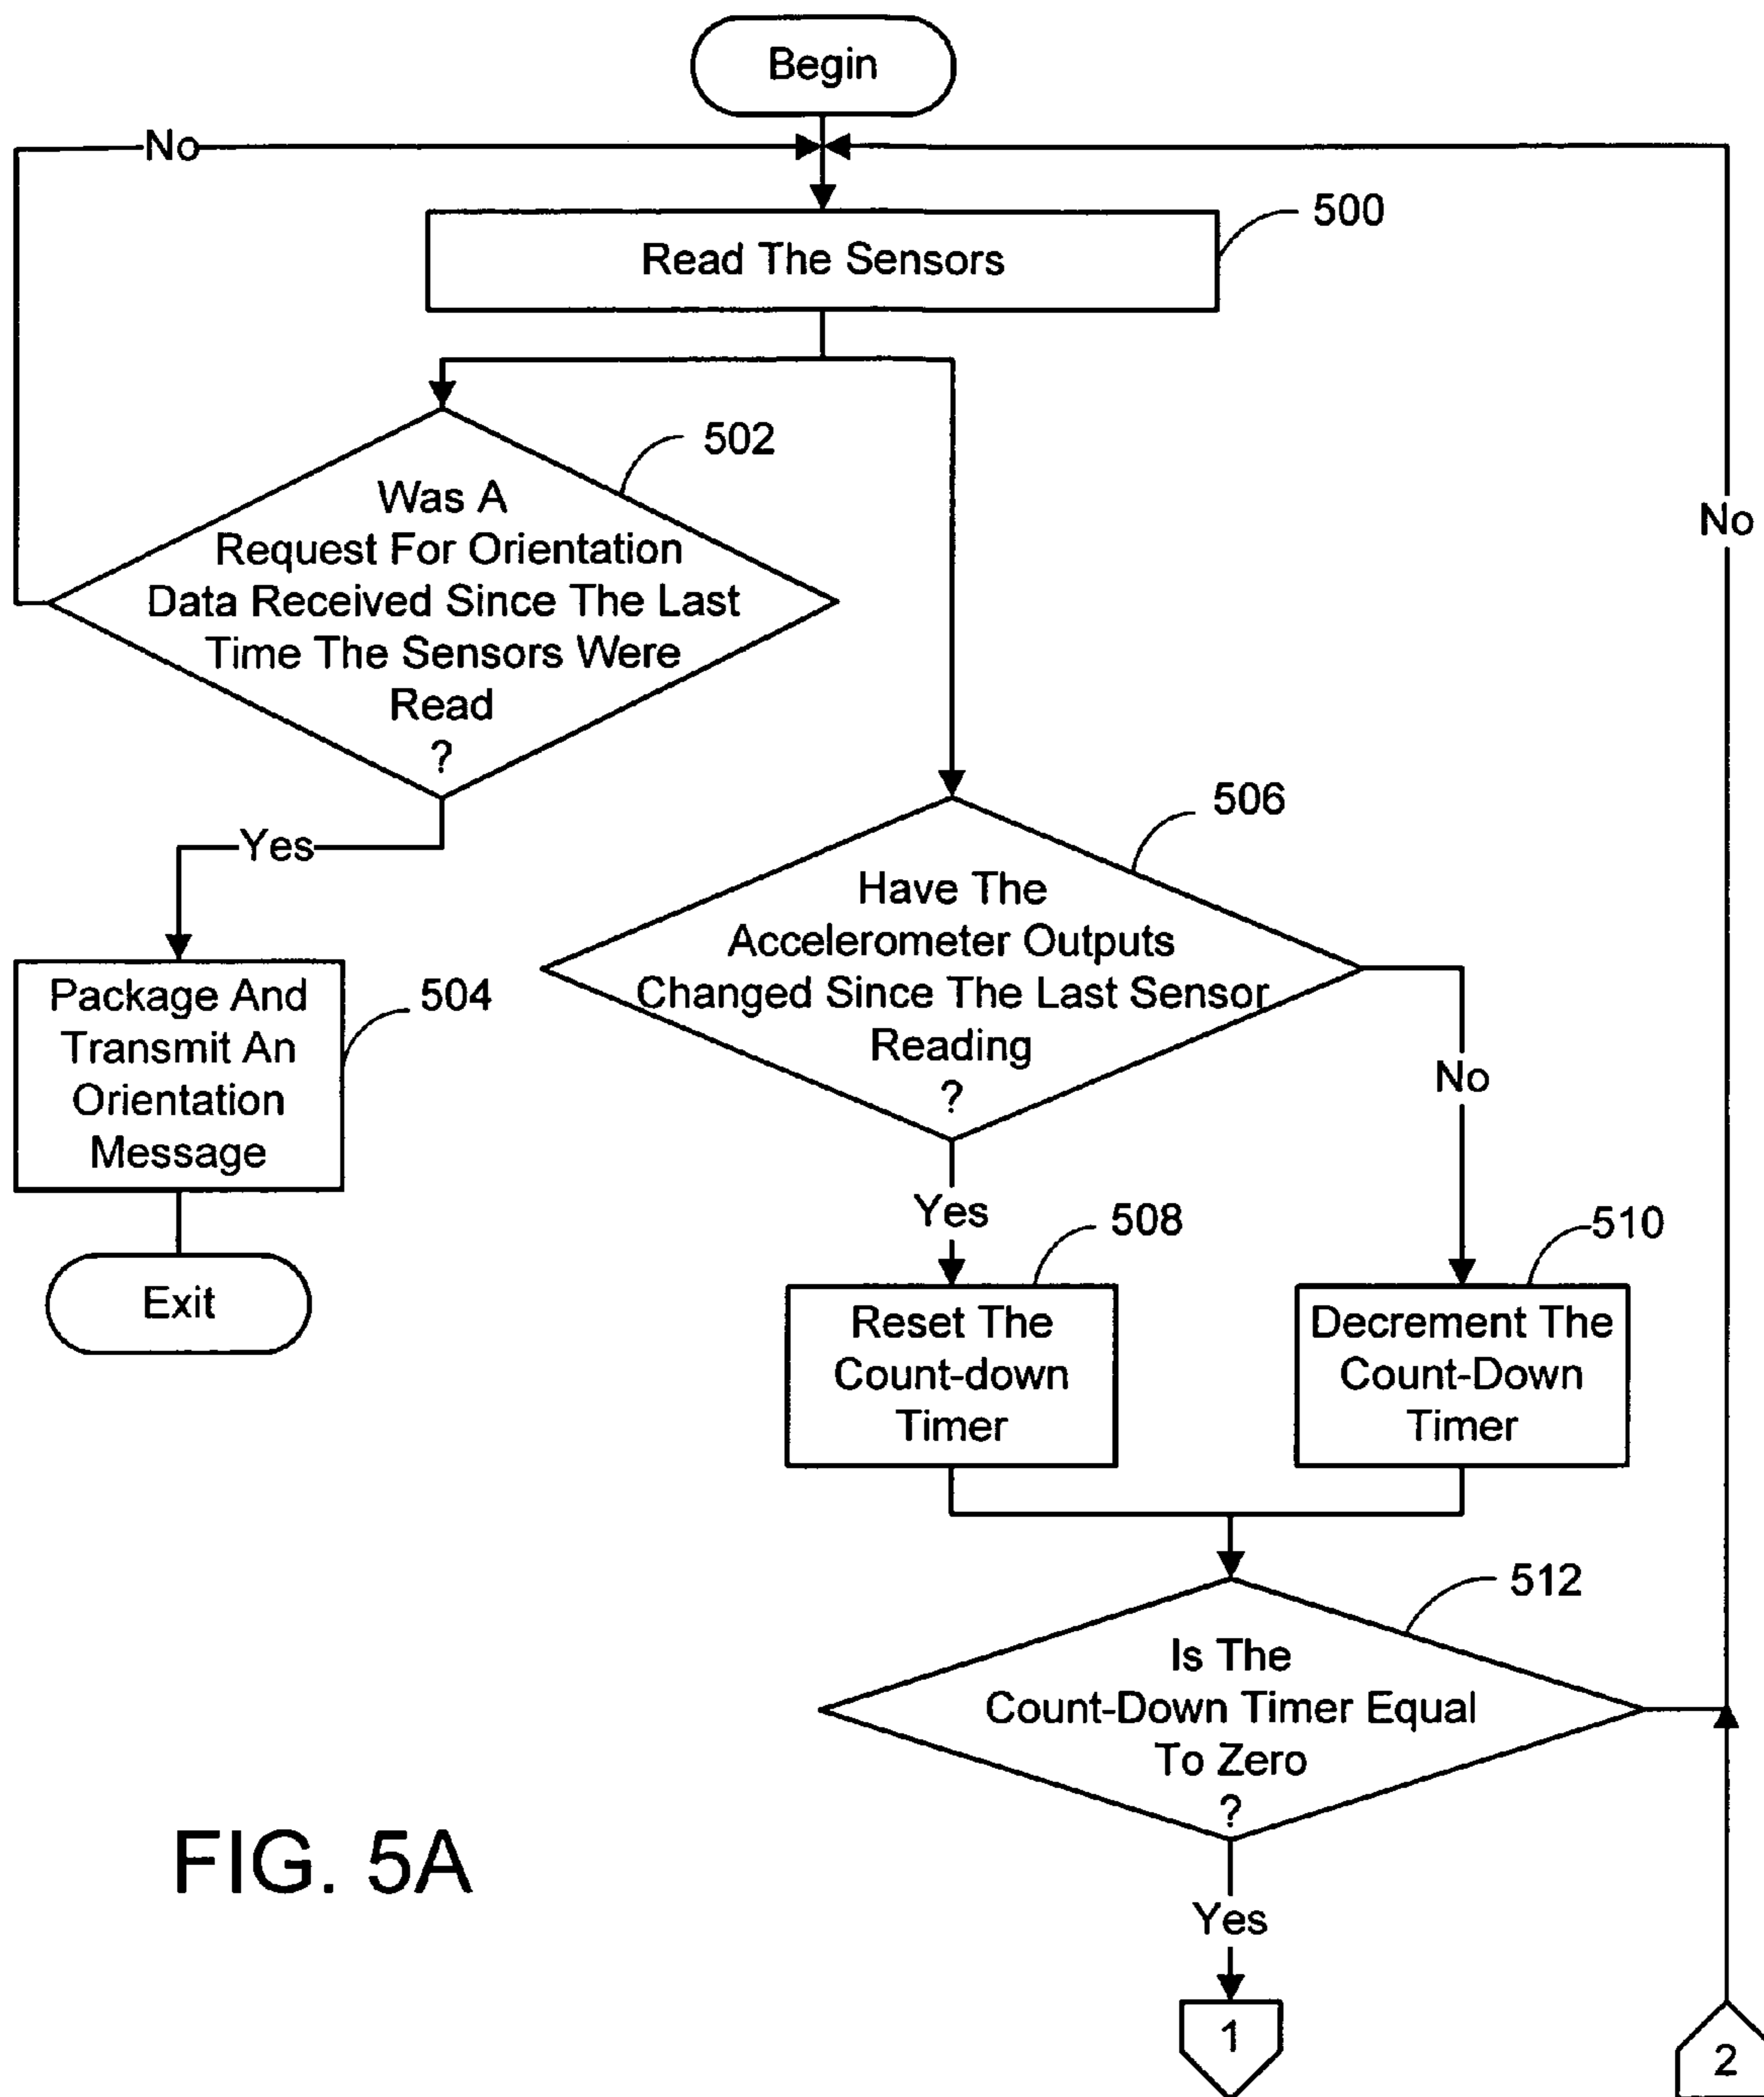 Begin
No
500
Read The Sensors
502
Was A
Request For Orientation
Data Received Since The Last
Time The Sensors Were
Read
?
No
Yes
504
Package And
Transmit An
Orientation
Message
Exit
506
Have The
Accelerometer Outputs
Changed Since The Last Sensor
Reading
?
No
Yes
508
510
Reset The
Count-down
Timer
Decrement The
Count-Down
Timer
512
Is The
Count-Down Timer Equal
To Zero
?
Yes
1
2
FIG. 5A